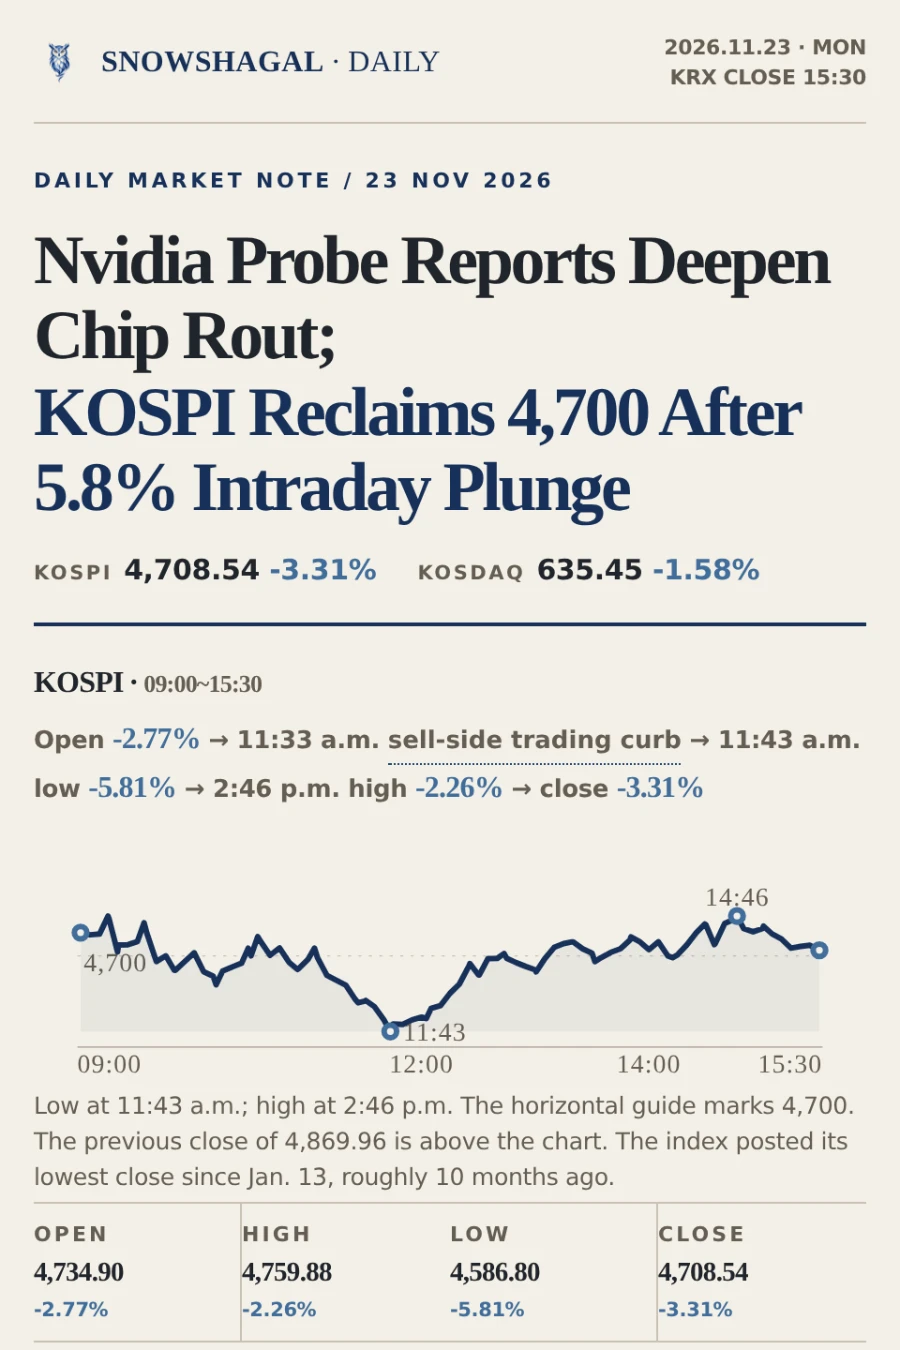 SNOWSHAGAL · DAILY
2026.11.23 · MON
KRX CLOSE 15:30
DAILY MARKET NOTE / 23 NOV 2026
Nvidia Probe Reports Deepen
Chip Rout;
KOSPI Reclaims 4,700 After
5.8% Intraday Plunge
KOSPI 4,708.54 -3.31% KOSDAQ 635.45 -1.58%
KOSPI · 09:00~15:30
Open -2.77% → 11:33 a.m. sell-side trading curb → 11:43 a.m.
low -5.81% → 2:46 p.m. high -2.26% → close -3.31%
14:46
4,700
11:43
09:00 12:00 14:00 15:30
Low at 11:43 a.m.; high at 2:46 p.m. The horizontal guide marks 4,700.
The previous close of 4,869.96 is above the chart. The index posted its
lowest close since Jan. 13, roughly 10 months ago.
OPEN HIGH LOW CLOSE
4,734.90 4,759.88 4,586.80 4,708.54
-2.77% -2.26% -5.81% -3.31%